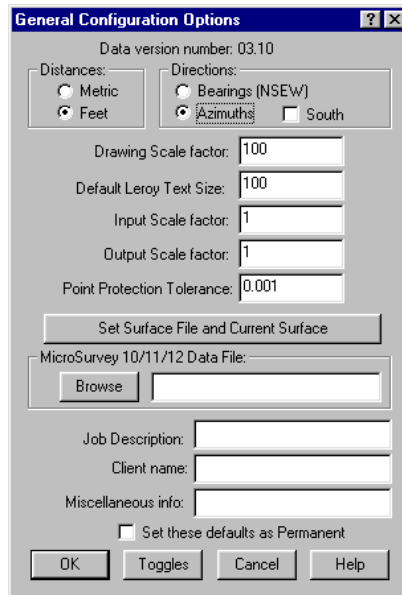 General Configuration Options ? ×
Data version number: 03.10
Distances:
Metric
Feet
Directions:
Bearings (NSEW)
Azimuths South
Drawing Scale factor: 100
Default Leroy Text Size: 100
Input Scale factor: 1
Output Scale factor: 1
Point Protection Tolerance: 0.001
Set Surface File and Current Surface
MicroSurvey 10/11/12 Data File:
Browse
Job Description:
Client name:
Miscellaneous info:
Set these defaults as Permanent
OK Toggles Cancel Help